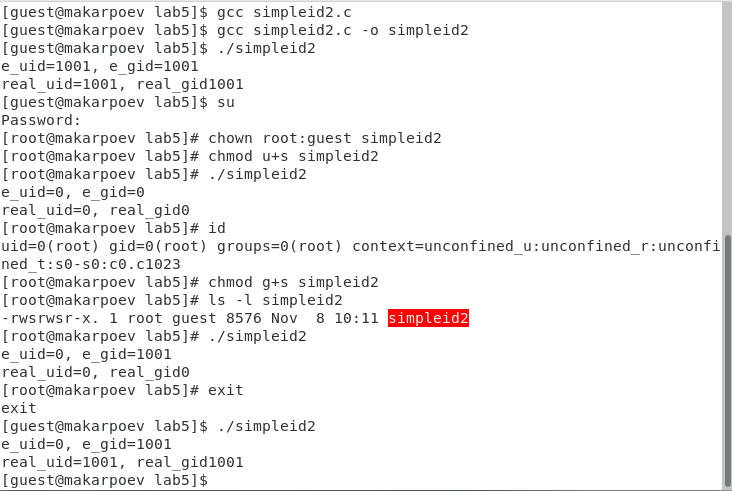 [guest@makarpoev lab5]$ gcc simpleid2.c
[guest@makarpoev lab5]$ gcc simpleid2.c -o simpleid2
[guest@makarpoev lab5]$ ./simpleid2
e_uid=1001, e_gid=1001
real_uid=1001, real_gid1001
[guest@makarpoev lab5]$ su
Password:
[root@makarpoev lab5]# chown root:guest simpleid2
[root@makarpoev lab5]# chmod u+s simpleid2
[root@makarpoev lab5]# ./simpleid2
e_uid=0, e_gid=0
real_uid=0, real_gid0
[root@makarpoev lab5]# id
uid=0(root) gid=0(root) groups=0(root) context=unconfined_u:unconfined_r:unconfi
ned_t:s0-s0:c0.c1023
[root@makarpoev lab5]# chmod g+s simpleid2
[root@makarpoev lab5]# ls -l simpleid2
-rwsrwsr-x. 1 root guest 8576 Nov  8 10:11 simpleid2
[root@makarpoev lab5]# ./simpleid2
e_uid=0, e_gid=1001
real_uid=0, real_gid0
[root@makarpoev lab5]# exit
exit
[guest@makarpoev lab5]$ ./simpleid2
e_uid=0, e_gid=1001
real_uid=1001, real_gid1001
[guest@makarpoev lab5]$